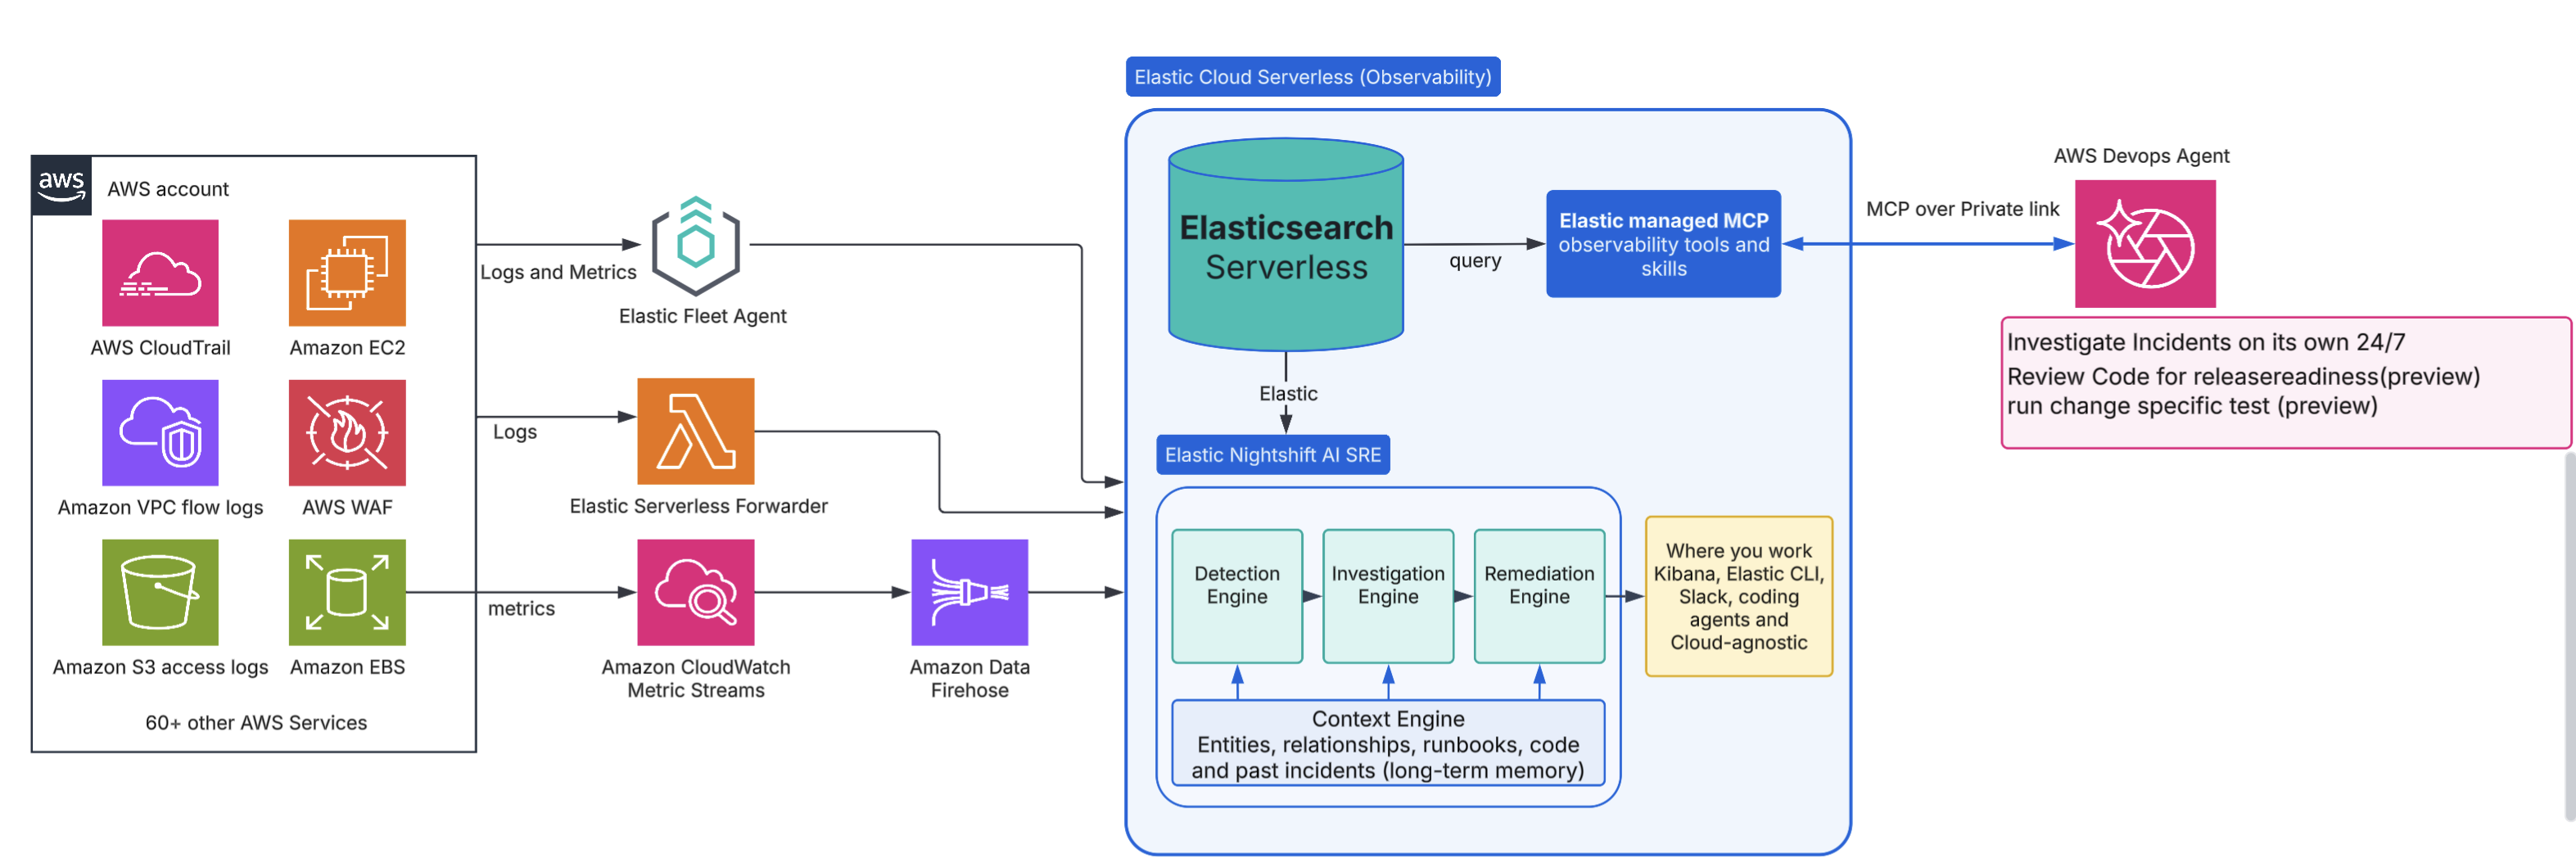 Elastic Cloud Serverless (Observability)
aws
AWS account
AWS CloudTrail
Amazon EC2
Amazon VPC flow logs
AWS WAF
Amazon S3 access logs
Amazon EBS
60+ other AWS Services
Logs and Metrics
Elastic Fleet Agent
Logs
Elastic Serverless Forwarder
metrics
Amazon CloudWatch
Metric Streams
Amazon Data
Firehose
Elasticsearch
Serverless
query
Elastic managed MCP
observability tools and
skills
Elastic
Elastic Nightshift AI SRE
Detection
Engine
Investigation
Engine
Remediation
Engine
Where you work
Kibana, Elastic CLI,
Slack, coding
agents and
Cloud-agnostic
Context Engine
Entities, relationships, runbooks, code
and past incidents (long-term memory)
MCP over Private link
AWS Devops Agent
Investigate Incidents on its own 24/7
Review Code for releasereadiness(preview)
run change specific test (preview)